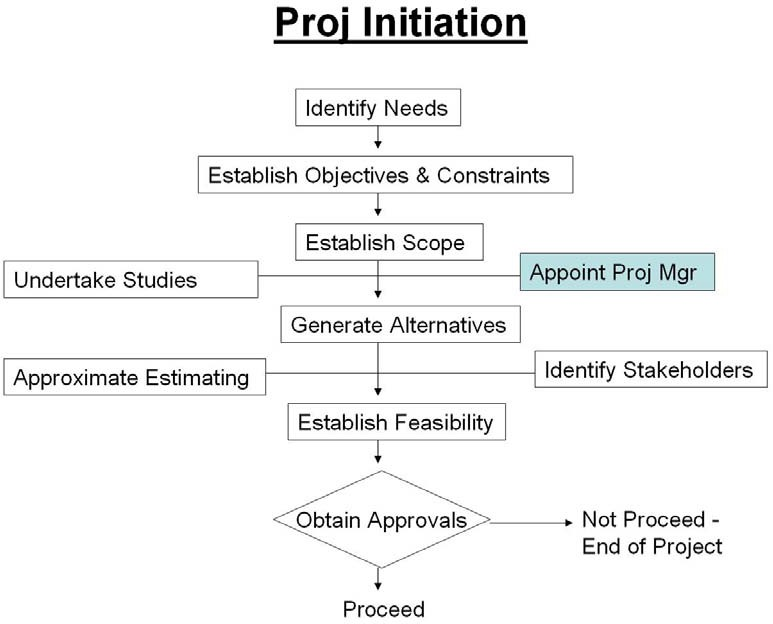 Proj Initiation
Identify Needs
Establish Objectives & Constraints
Establish Scope
Undertake Studies
Appoint Proj Mgr
Generate Alternatives
Approximate Estimating
Identify Stakeholders
Establish Feasibility
Obtain Approvals
Not Proceed -
End of Project
Proceed